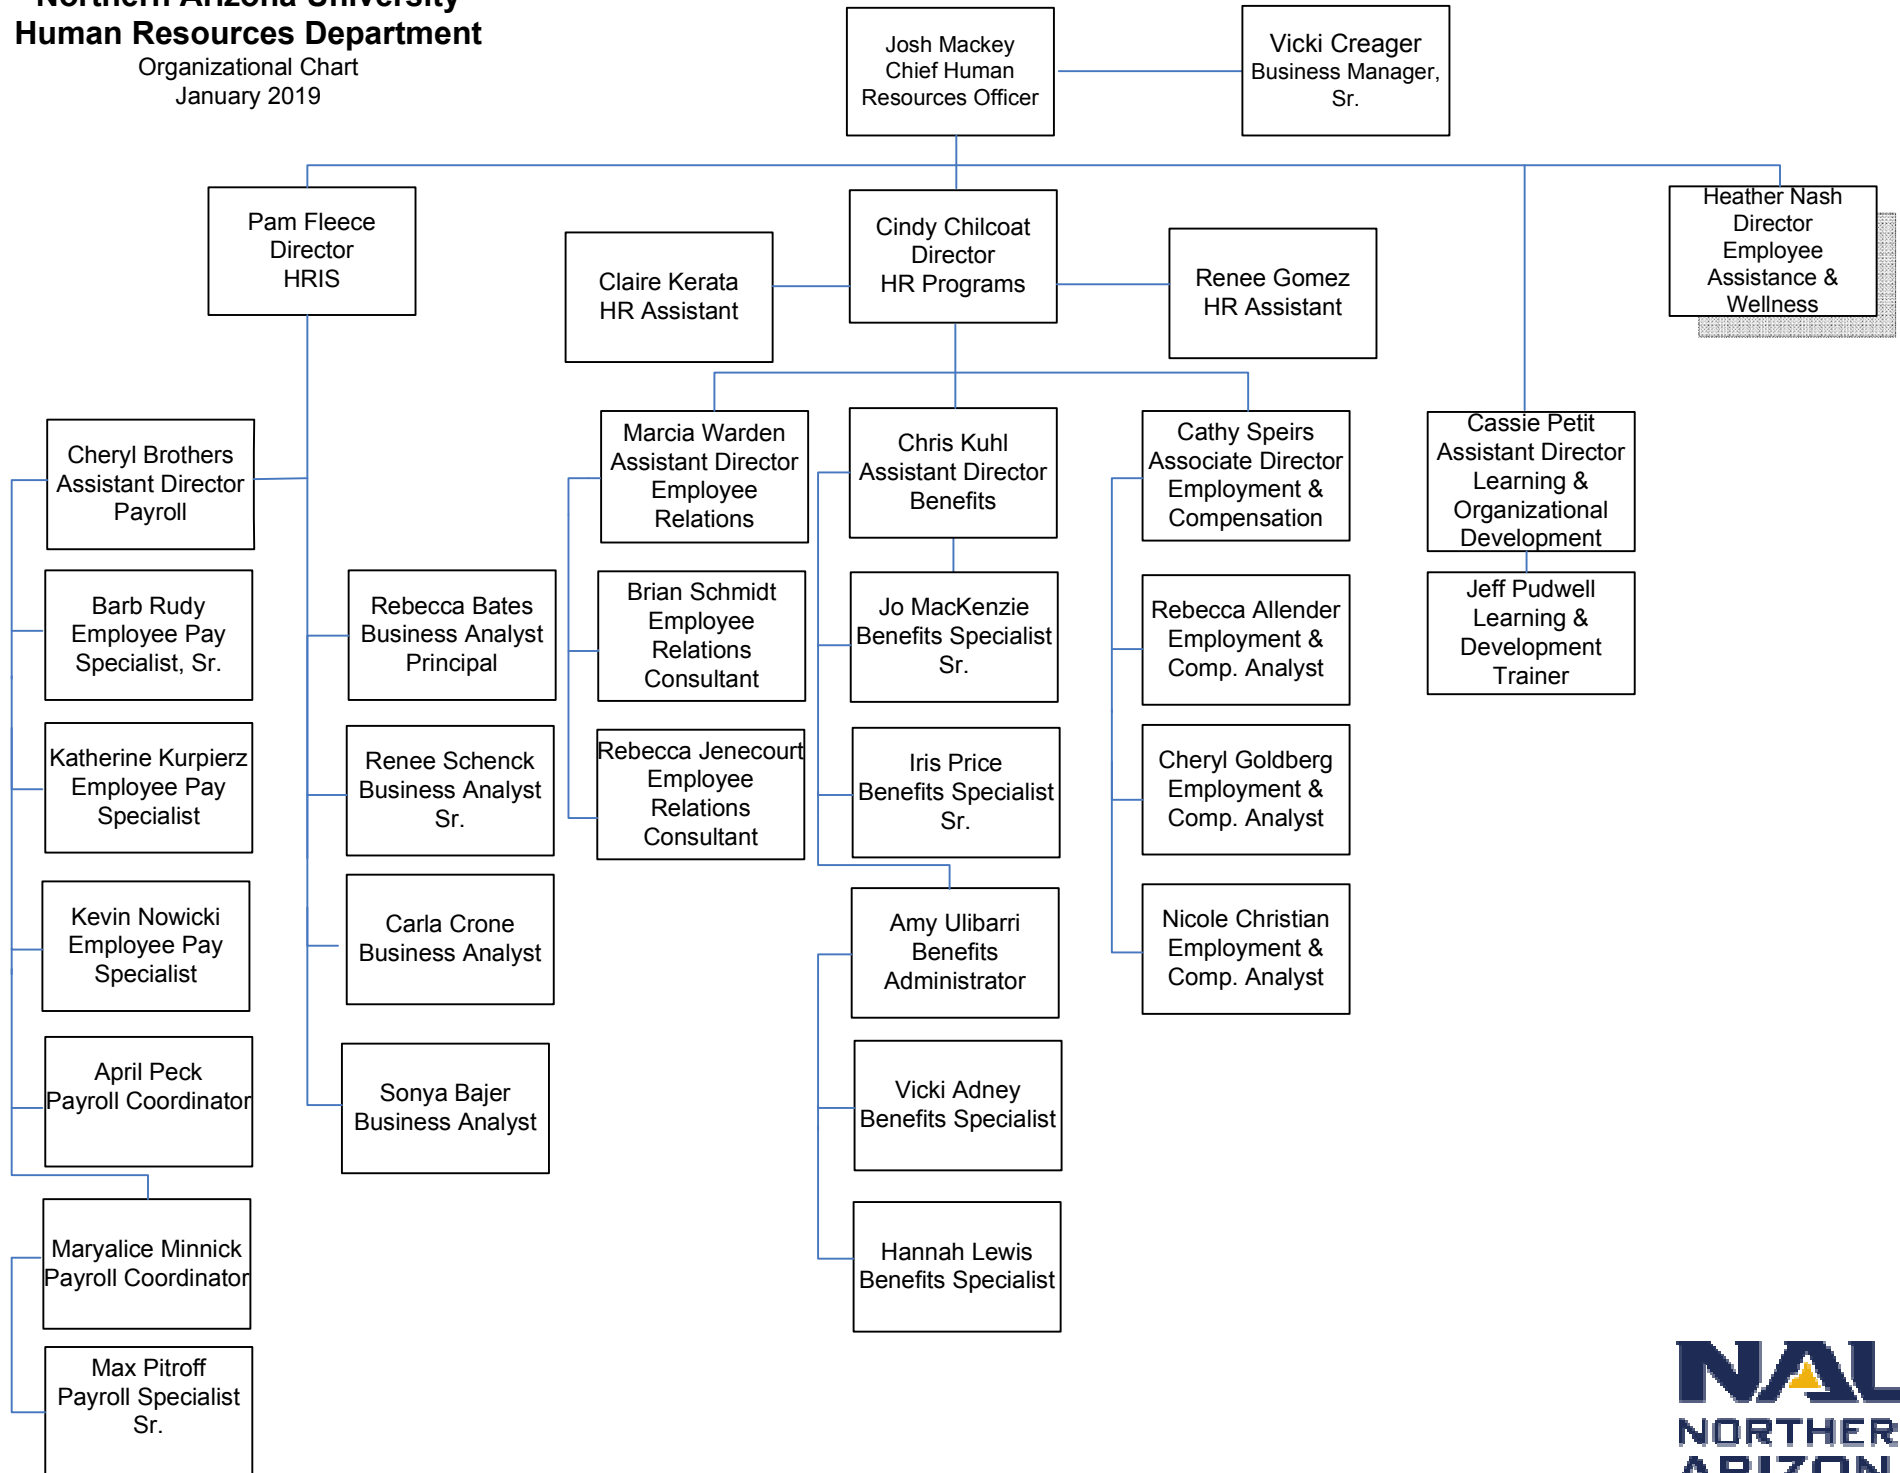 Northern Arizona University
Human Resources Department
Organizational Chart
January 2019
Josh Mackey
Chief Human
Resources Officer
Vicki Creager
Business Manager,
Sr.
Pam Fleece
Director
HRIS
Claire Kerata
HR Assistant
Cindy Chilcoat
Director
HR Programs
Renee Gomez
HR Assistant
Heather Nash
Director
Employee
Assistance &
Wellness
Cheryl Brothers
Assistant Director
Payroll
Marcia Warden
Assistant Director
Employee
Relations
Chris Kuhl
Assistant Director
Benefits
Cathy Speirs
Associate Director
Employment &
Compensation
Cassie Petit
Assistant Director
Learning &
Organizational
Development
Barb Rudy
Employee Pay
Specialist, Sr.
Rebecca Bates
Business Analyst
Principal
Brian Schmidt
Employee
Relations
Consultant
Jo MacKenzie
Benefits Specialist
Sr.
Rebecca Allender
Employment &
Comp. Analyst
Jeff Pudwell
Learning &
Development
Trainer
Katherine Kurpierz
Employee Pay
Specialist
Renee Schenck
Business Analyst
Sr.
Rebecca Jenecourt
Employee
Relations
Consultant
Iris Price
Benefits Specialist
Sr.
Cheryl Goldberg
Employment &
Comp. Analyst
Kevin Nowicki
Employee Pay
Specialist
Carla Crone
Business Analyst
Amy Ulibarri
Benefits
Administrator
Nicole Christian
Employment &
Comp. Analyst
April Peck
Payroll Coordinator
Sonya Bajer
Business Analyst
Vicki Adney
Benefits Specialist
Maryalice Minnick
Payroll Coordinator
Hannah Lewis
Benefits Specialist
Max Pitroff
Payroll Specialist
Sr.
NAU
NORTHER
ARIZON